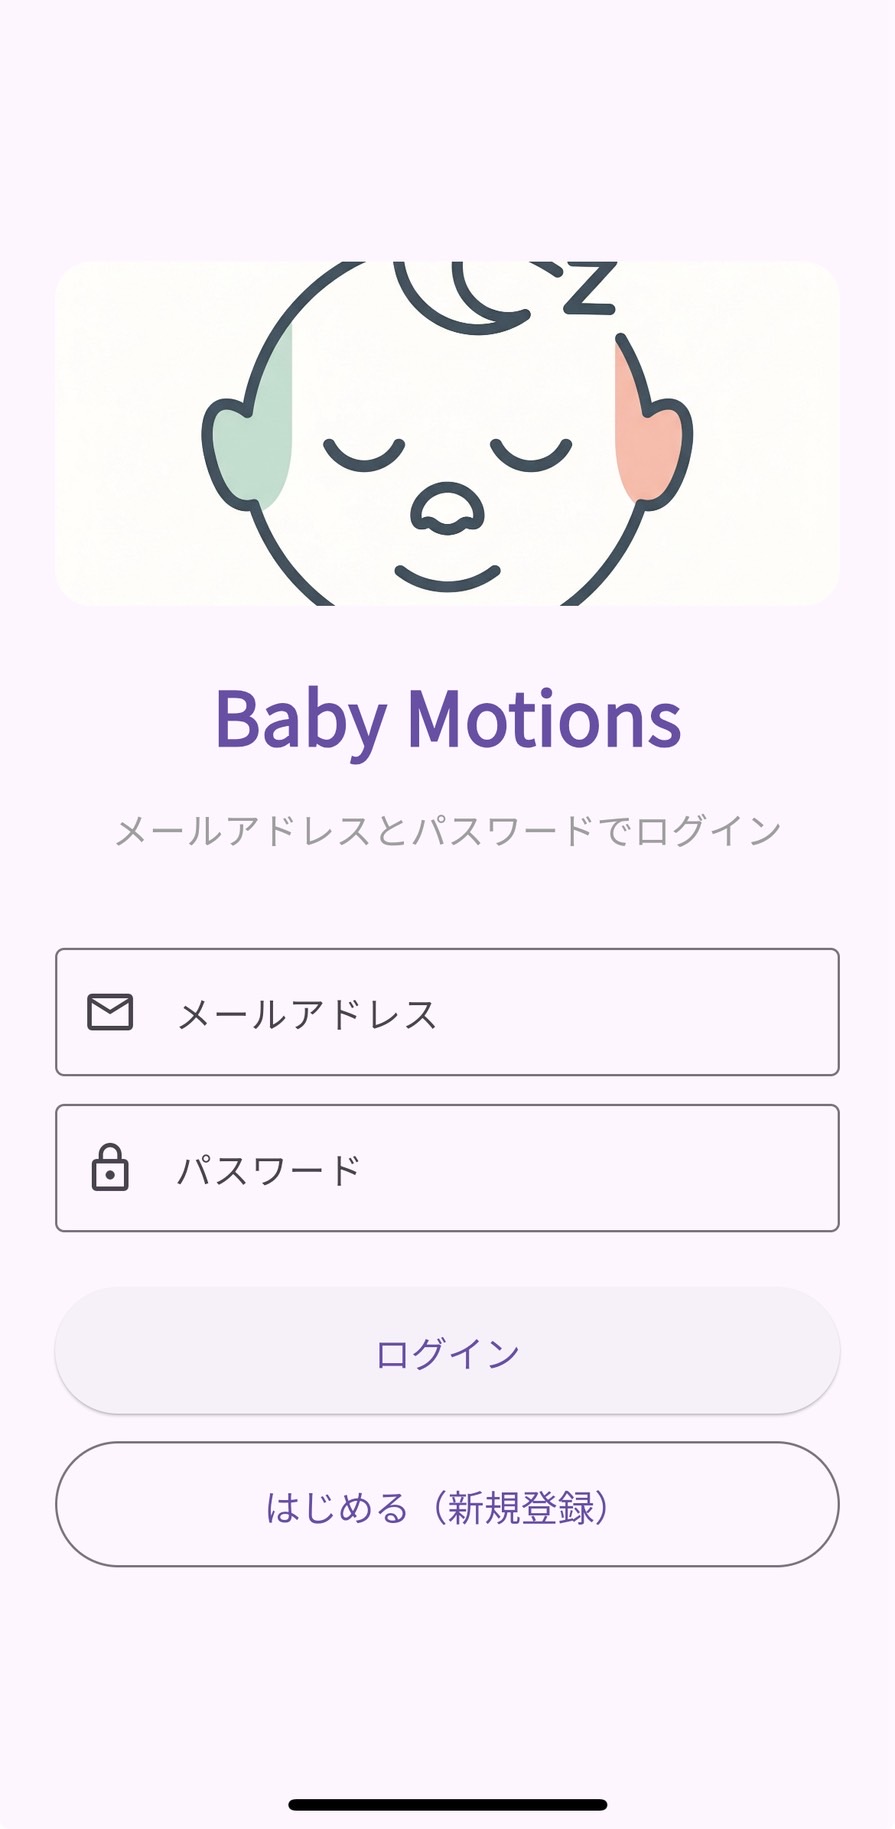 Z
Baby Motions
メールアドレスとパスワードでログイン
メールアドレス
パスワード
ログイン
はじめる（新規登録）